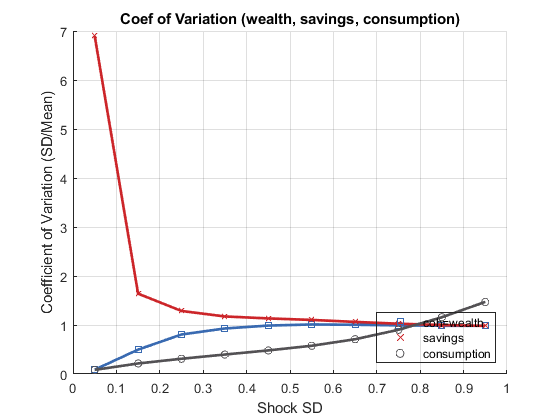 Coef of Variation (wealth, savings, consumption)
Coefficient of Variation (SD/Mean)
7
6
5
4
3
2
1
0
0 0.1 0.2 0.3 0.4 0.5 0.6 0.7 0.8 0.9 1
Shock SD
savings
consumption